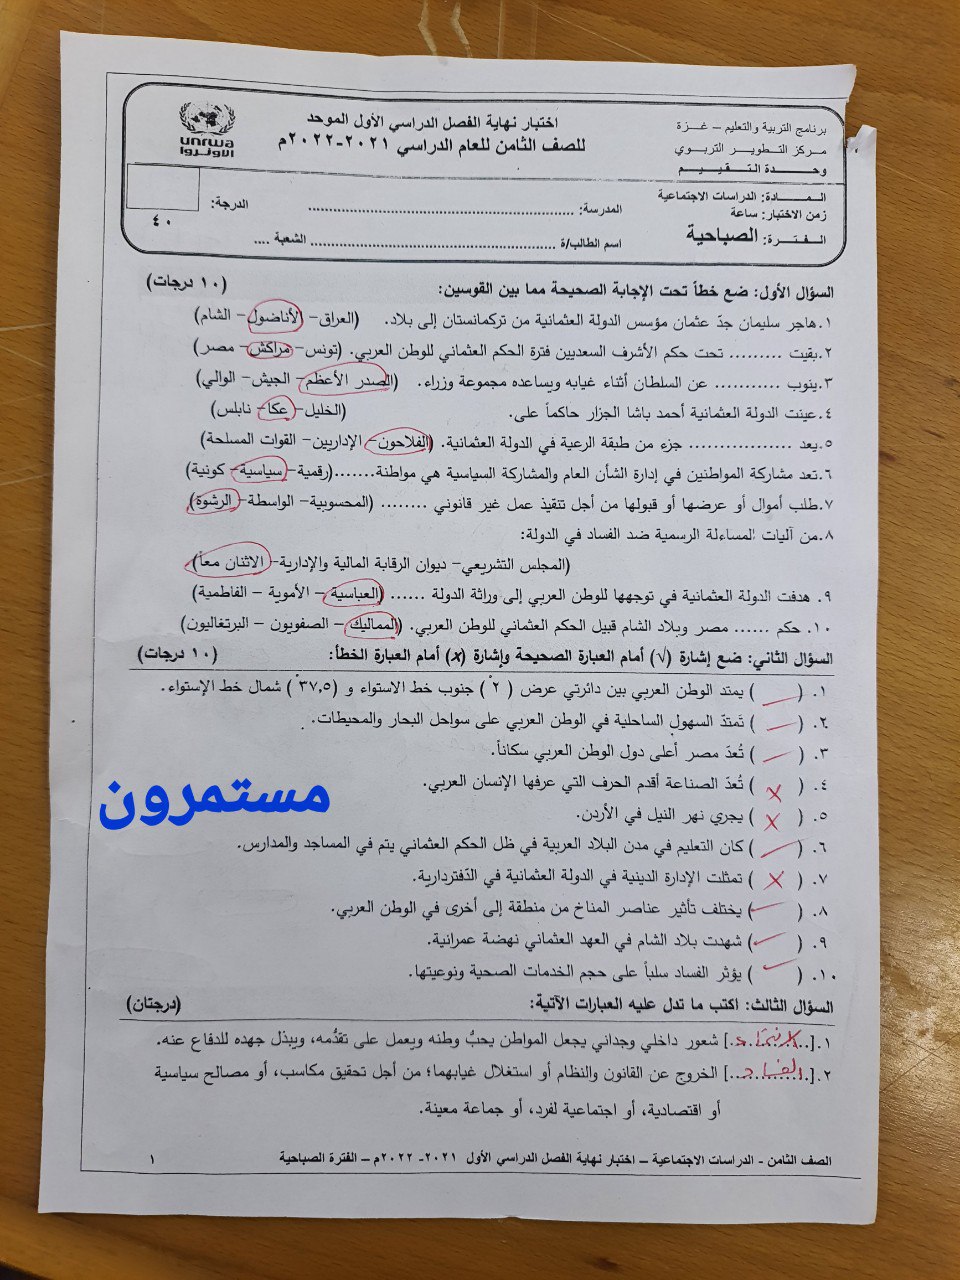 برنامج التربية والتعليم – غزة
مركز التطوير التربوي
وحدة التقييم
اختبار نهاية الفصل الدراسي الأول الموحد
للصف الثامن للعام الدراسي ٢٠٢١-٢٠٢٢م
unrwa
الأونروا
المادة: الدراسات الاجتماعية
زمن الاختبار: ساعة
الفترة: الصباحية
المدرسة: ........................................
اسم الطالب/ة ........................................ الشعبة ....
الدرجة:
٤٠
السؤال الأول: ضع خطاً تحت الإجابة الصحيحة مما بين القوسين: (١٠ درجات)
١.هاجر سليمان جدّ عثمان مؤسس الدولة العثمانية من تركمانستان إلى بلاد. (العراق- الأناضول- الشام)
٢.بقيت ......... تحت حكم الأشرف السعديين فترة الحكم العثماني للوطن العربي. (تونس- مراكش- مصر)
٣.ينوب ........... عن السلطان أثناء غيابه ويساعده مجموعة وزراء. (الصدر الأعظم- الجيش- الوالي)
٤.عينت الدولة العثمانية أحمد باشا الجزار حاكماً على. (الخليل- عكا- نابلس)
٥.يعد ................. جزء من طبقة الرعية في الدولة العثمانية. (الفلاحون- الإداريين- القوات المسلحة)
٦.تعد مشاركة المواطنين في إدارة الشأن العام والمشاركة السياسية هي مواطنة.......(رقمية- سياسية- كونية)
٧.طلب أموال أو عرضها أو قبولها من أجل تنفيذ عمل غير قانوني ........ (المحسوبية- الواسطة- الرشوة)
٨.من آليات المساءلة الرسمية ضد الفساد في الدولة:
(المجلس التشريعي- ديوان الرقابة المالية والإدارية- الاثنان معاً)
٩. هدفت الدولة العثمانية في توجهها للوطن العربي إلى وراثة الدولة ...... (العباسية - الأموية - الفاطمية)
١٠. حكم ...... مصر وبلاد الشام قبيل الحكم العثماني للوطن العربي. (المماليك - الصفويون - البرتغاليون)
السؤال الثاني: ضع إشارة (√) أمام العبارة الصحيحة وإشارة (x) أمام العبارة الخطأ: (١٠ درجات)
١. ( ) يمتد الوطن العربي بين دائرتي عرض ( ٢° ) جنوب خط الاستواء و (٣٧,٥° ) شمال خط الإستواء.
٢. ( ) تمتدّ السهول الساحلية في الوطن العربي على سواحل البحار والمحيطات.
٣. ( ) تُعدّ مصر أعلى دول الوطن العربي سكاناً.
٤. ( x ) تُعدّ الصناعة أقدم الحرف التي عرفها الإنسان العربي.
٥. ( x ) يجري نهر النيل في الأردن.
مستمرون
٦. ( ) كان التعليم في مدن البلاد العربية في ظل الحكم العثماني يتم في المساجد والمدارس.
٧. ( x ) تمثلت الإدارة الدينية في الدولة العثمانية في الدّفتردارية.
٨. ( ) يختلف تأثير عناصر المناخ من منطقة إلى أخرى في الوطن العربي.
٩. ( ✓ ) شهدت بلاد الشام في العهد العثماني نهضة عمرانية.
١٠. ( ✓ ) يؤثر الفساد سلباً على حجم الخدمات الصحية ونوعيتها.
السؤال الثالث: اكتب ما تدل عليه العبارات الآتية: (درجتان)
١.[الانتماء] شعور داخلي وجداني يجعل المواطن يحبُّ وطنه ويعمل على تقدُّمه، ويبذل جهده للدفاع عنه.
٢.[الفساد] الخروج عن القانون والنظام أو استغلال غيابهما؛ من أجل تحقيق مكاسب، أو مصالح سياسية
أو اقتصادية، أو اجتماعية لفرد، أو جماعة معينة.
الصف الثامن - الدراسات الاجتماعية – اختبار نهاية الفصل الدراسي الأول ٢٠٢١- ٢٠٢٢م – الفترة الصباحية ١